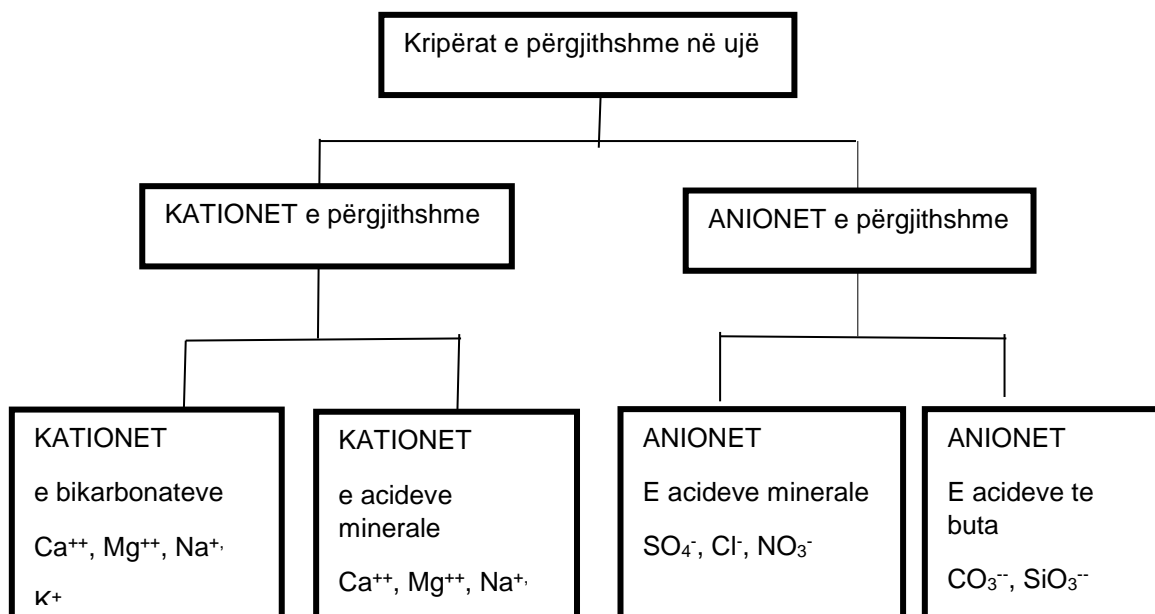 Kripërat e përgjithshme në ujë
KATIONET e përgjithshme
ANIONET e përgjithshme
KATIONET
e bikarbonateve
Ca⁺⁺, Mg⁺⁺, Na⁺,
K⁺
KATIONET
e acideve
minerale
Ca⁺⁺, Mg⁺⁺, Na⁺,
ANIONET
E acideve minerale
SO₄⁻, Cl⁻, NO₃⁻
ANIONET
E acideve te
buta
CO₃⁻⁻, SiO₃⁻⁻